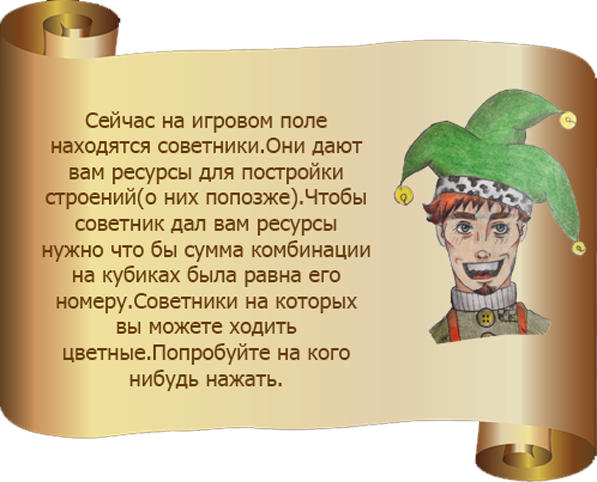 Сейчас на игровом поле
находятся советники.Они дают
вам ресурсы для постройки
строений(о них попозже).Чтобы
советник дал вам ресурсы
нужно что бы сумма комбинации
на кубиках была равна его
номеру.Советники на которых
вы можете ходить
цветные.Попробуйте на кого
нибудь нажать.